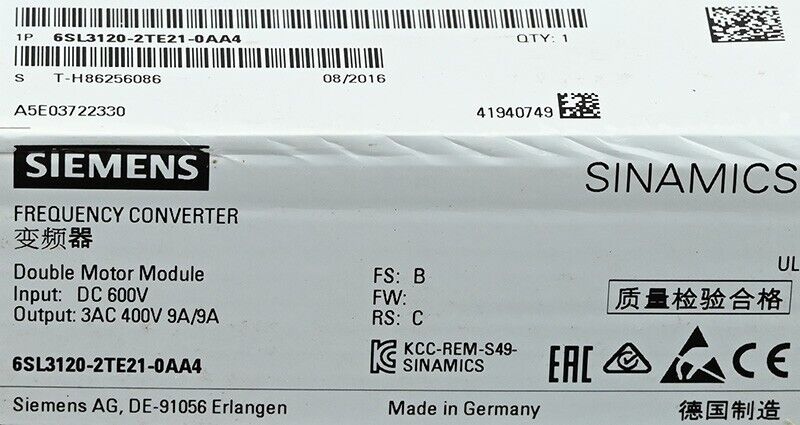 1P 6SL3120-2TE21-0AA4 QTY: 1
S T-H86256086 08/2016
A5E03722330 41940749
SIEMENS SINAMICS
FREQUENCY CONVERTER
变频器
UL
Double Motor Module FS: B
Input: DC 600V FW:
质量检验合格
Output: 3AC 400V 9A/9A RS: C
KCC-REM-S49-
6SL3120-2TE21-0AA4 SINAMICS EAC CE
Siemens AG, DE-91056 Erlangen Made in Germany 德国制造